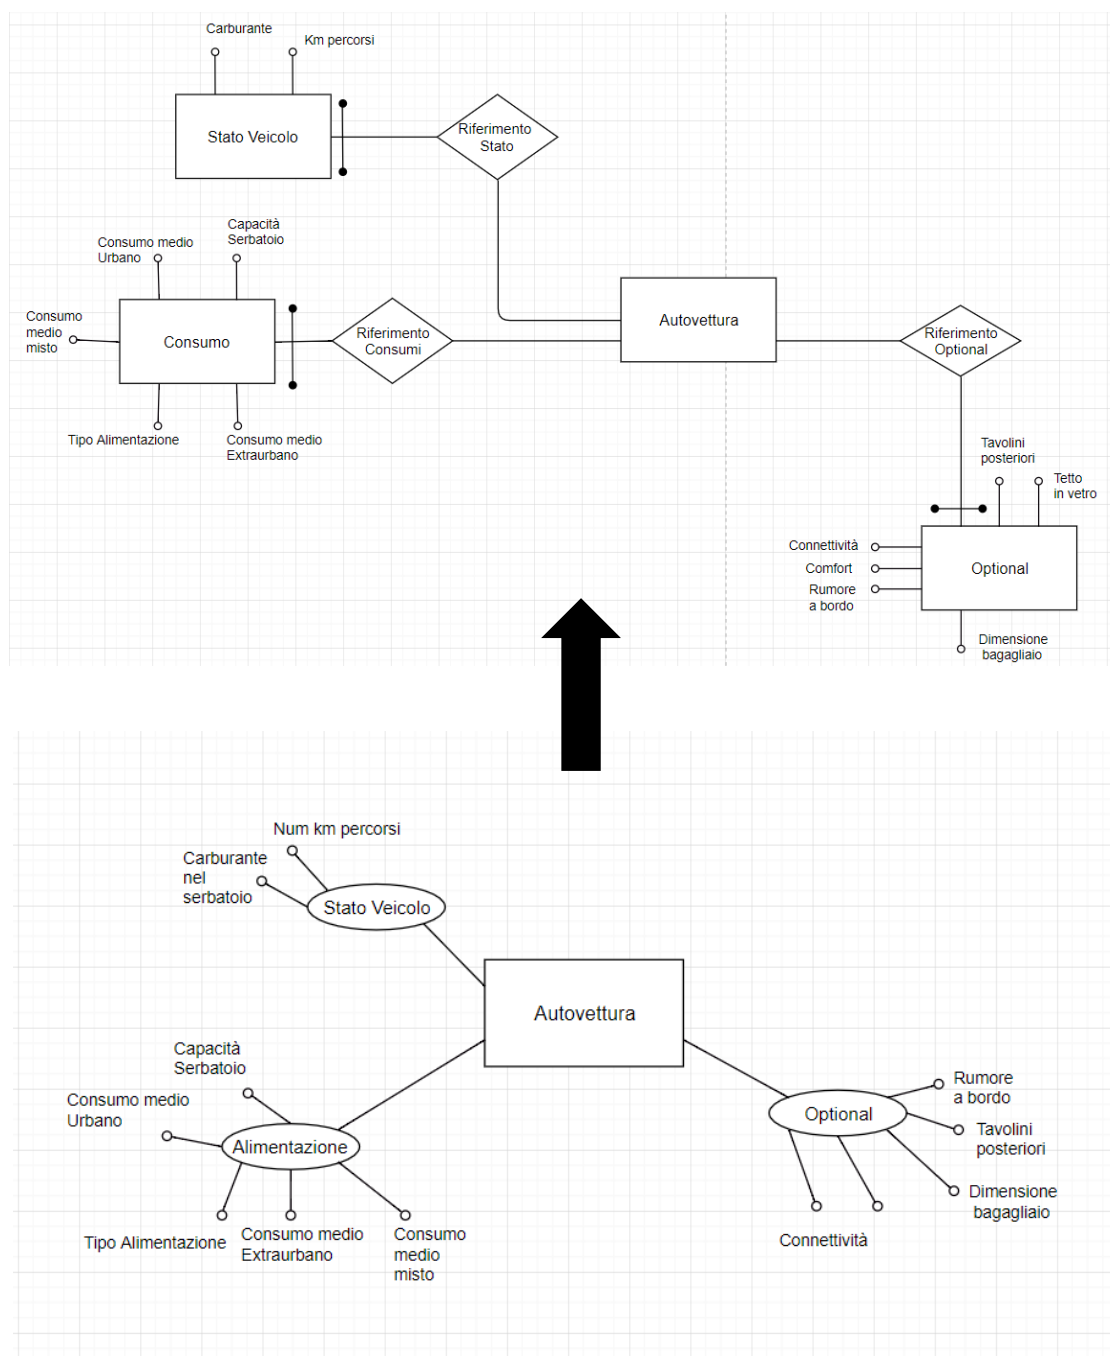 Carburante
Km percorsi
Stato Veicolo
Riferimento
Stato
Capacità
Serbatoio
Consumo medio
Urbano
Consumo
medio
misto
Consumo
Riferimento
Consumi
Autovettura
Riferimento
Optional
Tipo Alimentazione
Consumo medio
Extraurbano
Tavolini
posteriori
Tetto
in vetro
Connettività
Comfort
Rumore
a bordo
Optional
Dimensione
bagagliaio
Num km percorsi
Carburante
nel
serbatoio
Stato Veicolo
Autovettura
Capacità
Serbatoio
Consumo medio
Urbano
Alimentazione
Tipo Alimentazione
Consumo medio
Extraurbano
Consumo
medio
misto
Optional
Rumore
a bordo
Tavolini
posteriori
Dimensione
bagagliaio
Connettività